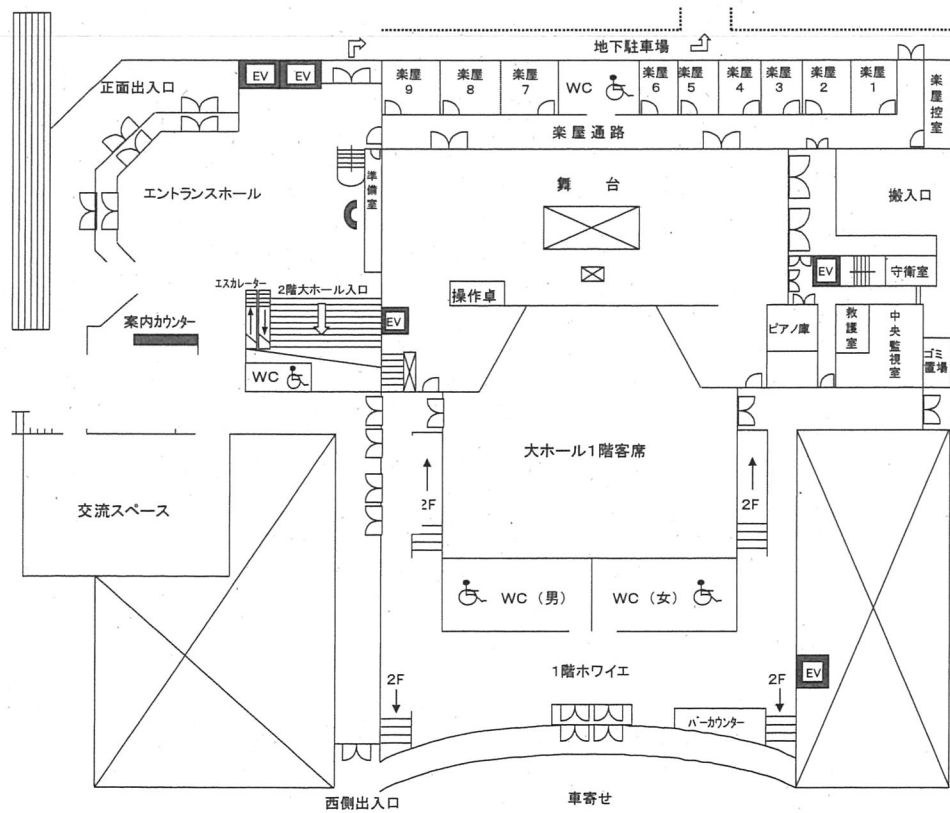 地下駐車場
正面出入口
EV
EV
楽屋
9
楽屋
8
楽屋
7
WC
楽屋
6
楽屋
5
楽屋
4
楽屋
3
楽屋
2
楽屋
1
楽屋控室
楽屋通路
エントランスホール
準備室
舞台
搬入口
EV
守衛室
エスカレーター
2階大ホール入口
操作卓
案内カウンター
EV
ピアノ庫
救護室
中央監視室
ゴミ
置場
WC
大ホール1階客席
2F
2F
交流スペース
WC（男）
WC（女）
1階ホワイエ
EV
2F
2F
バーカウンター
西側出入口
車寄せ